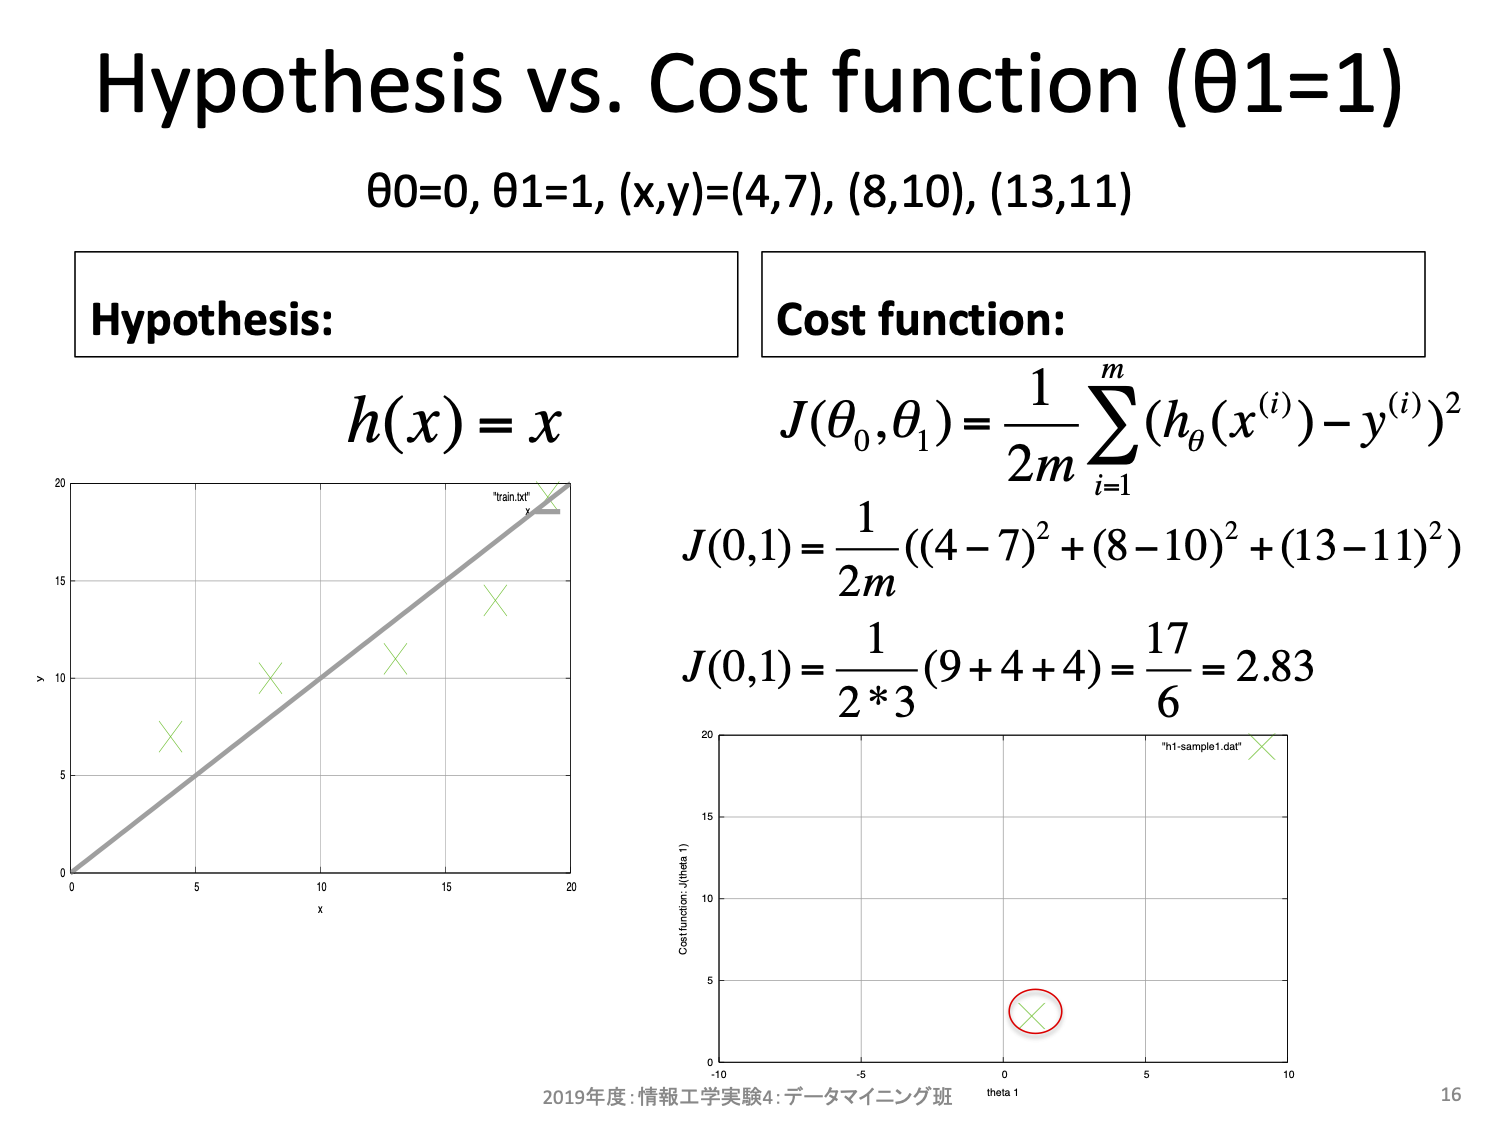 Hypothesis vs. Cost function (θ1=1)
θ0=0, θ1=1, (x,y)=(4,7), (8,10), (13,11)
Hypothesis:
h(x) = x
20
15
10
5
0
y
"train.txt"
x
0 5 10 15 20
x
Cost function:
J(θ₀,θ₁) = \frac{1}{2m} \sum_{i=1}^{m} (h_θ(x^{(i)}) − y^{(i)})²
J(0,1) = \frac{1}{2m} ((4 − 7)² + (8 − 10)² + (13 − 11)²)
J(0,1) = \frac{1}{2*3} (9 + 4 + 4) = \frac{17}{6} = 2.83
20
15
10
5
0
Cost function: J(theta 1)
"h1-sample1.dat"
-10 -5 0 5 10
theta 1
2019年度：情報工学実験4：データマイニング班
16